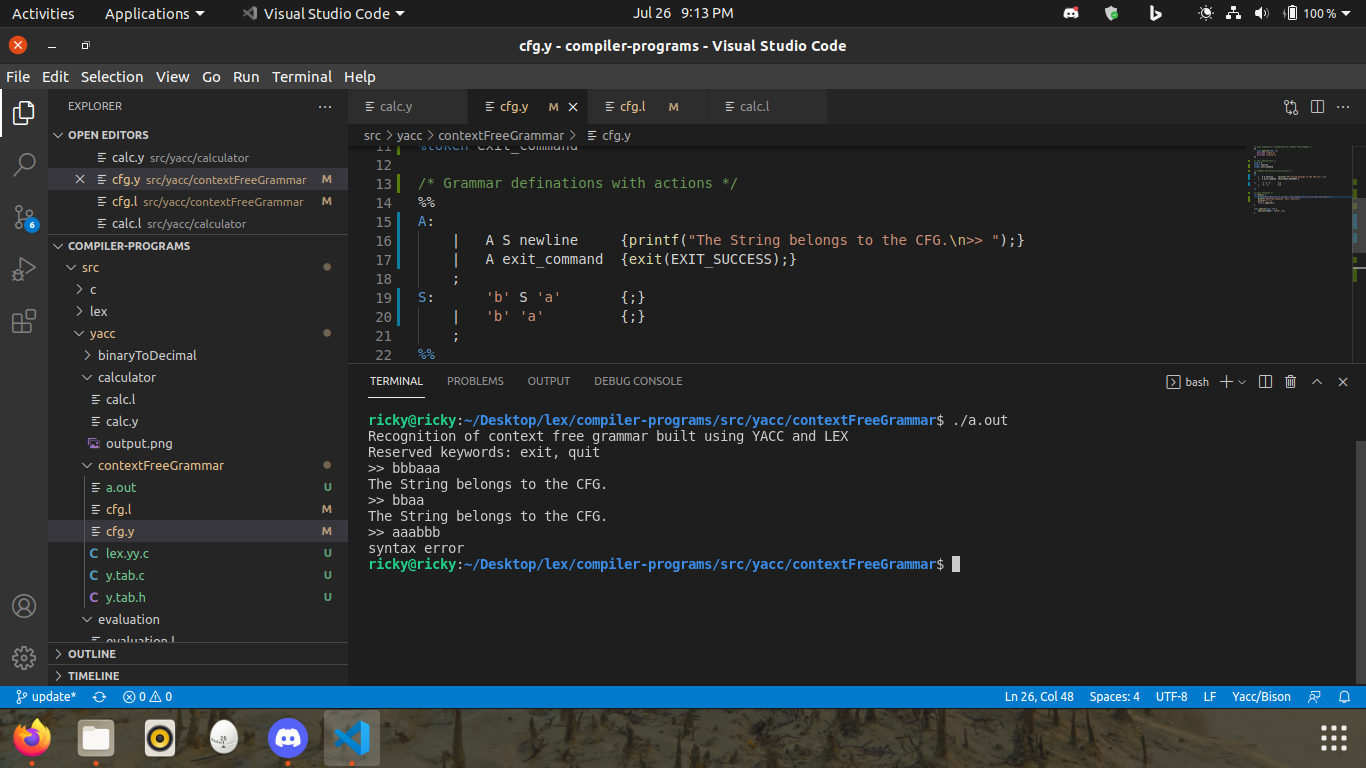 Activities Applications Visual Studio Code Jul 26 9:13 PM 100 %
cfg.y - compiler-programs - Visual Studio Code
File Edit Selection View Go Run Terminal Help
EXPLORER
OPEN EDITORS
calc.y src/yacc/calculator
cfg.y src/yacc/contextFreeGrammar M
cfg.l src/yacc/contextFreeGrammar M
calc.l src/yacc/calculator
6
COMPILER-PROGRAMS
src
c
lex
yacc
binaryToDecimal
calculator
calc.l
calc.y
output.png
contextFreeGrammar
a.out U
cfg.l M
cfg.y M
C lex.yy.c U
C y.tab.c U
C y.tab.h U
evaluation
evaluation.l
OUTLINE
TIMELINE
calc.y cfg.y M cfg.l M calc.l
src > yacc > contextFreeGrammar > cfg.y
11 %token exit_command
12
13 /* Grammar definations with actions */
14 %%
15 A:
16 | A S newline {printf("The String belongs to the CFG.\n>> ");}
17 | A exit_command {exit(EXIT_SUCCESS);}
18 ;
19 S: 'b' S 'a' {;}
20 | 'b' 'a' {;}
21 ;
22 %%
TERMINAL PROBLEMS OUTPUT DEBUG CONSOLE bash
ricky@ricky:~/Desktop/lex/compiler-programs/src/yacc/contextFreeGrammar$ ./a.out
Recognition of context free grammar built using YACC and LEX
Reserved keywords: exit, quit
>> bbbaaa
The String belongs to the CFG.
>> bbaa
The String belongs to the CFG.
>> aaabbb
syntax error
ricky@ricky:~/Desktop/lex/compiler-programs/src/yacc/contextFreeGrammar$
update* 0 0 Ln 26, Col 48 Spaces: 4 UTF-8 LF Yacc/Bison